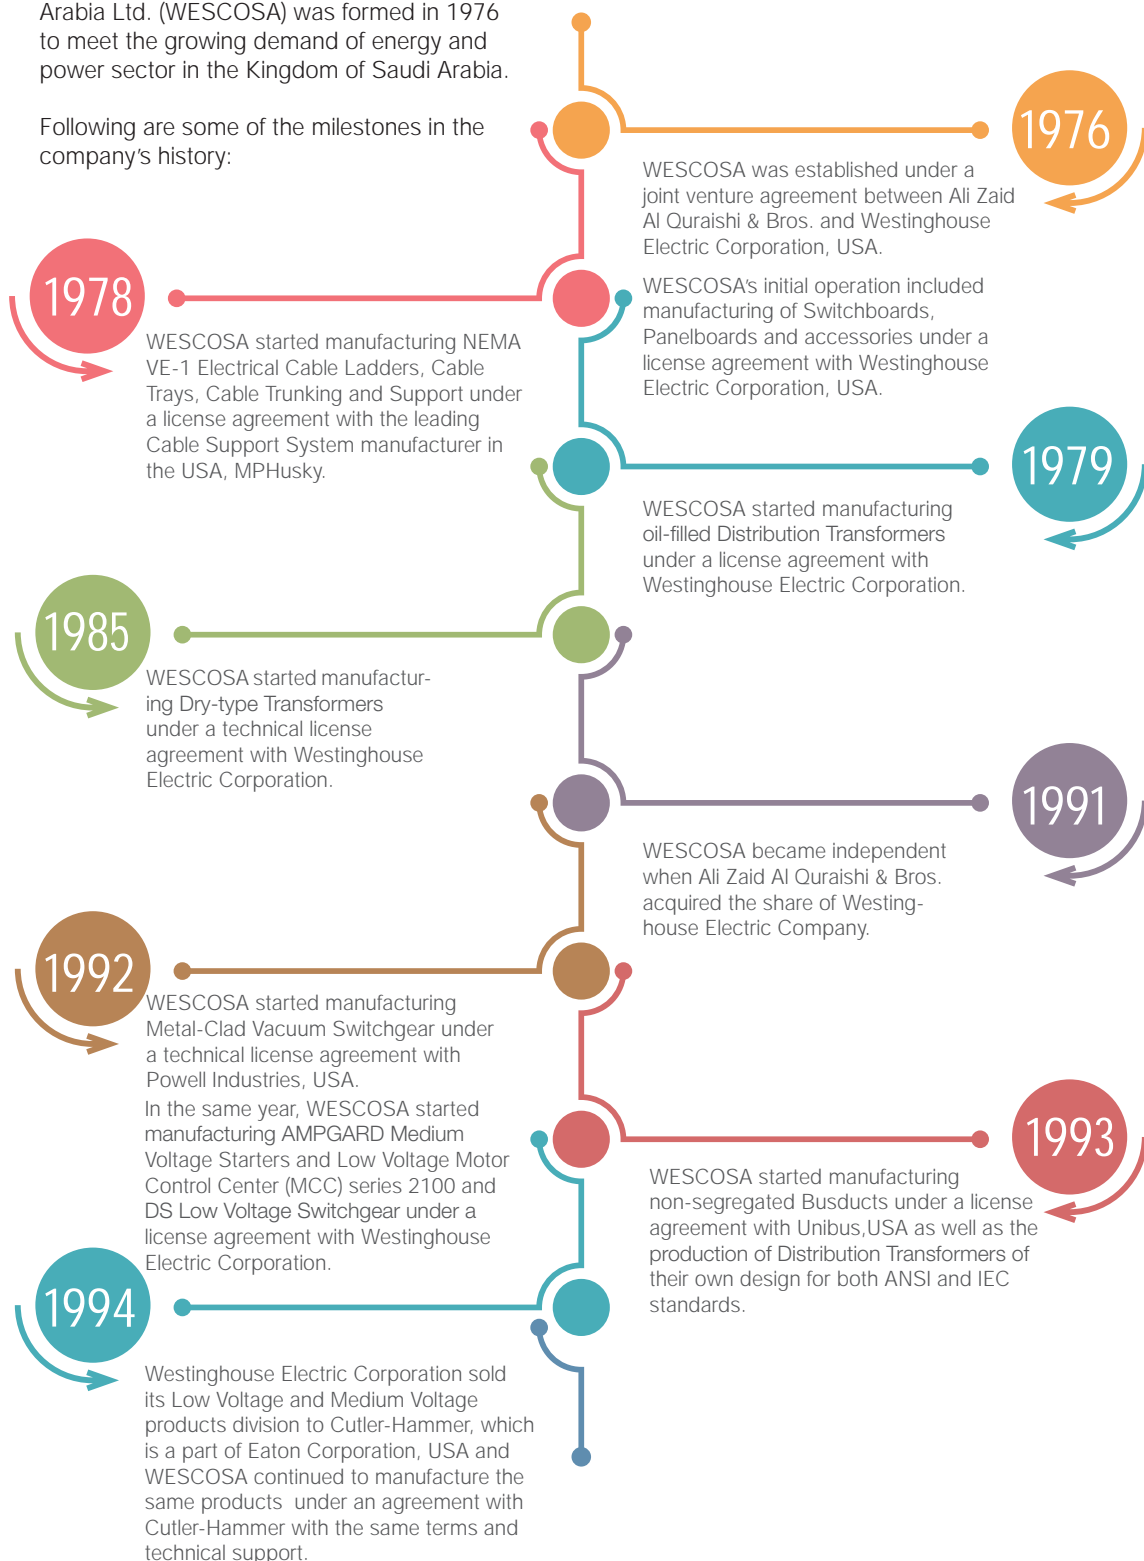 Arabia Ltd. (WESCOSA) was formed in 1976
to meet the growing demand of energy and
power sector in the Kingdom of Saudi Arabia.
Following are some of the milestones in the
company's history:
1976
WESCOSA was established under a
joint venture agreement between Ali Zaid
Al Quraishi & Bros. and Westinghouse
Electric Corporation, USA.
WESCOSA's initial operation included
manufacturing of Switchboards,
Panelboards and accessories under a
license agreement with Westinghouse
Electric Corporation, USA.
1978
WESCOSA started manufacturing NEMA
VE-1 Electrical Cable Ladders, Cable
Trays, Cable Trunking and Support under
a license agreement with the leading
Cable Support System manufacturer in
the USA, MPHusky.
1979
WESCOSA started manufacturing
oil-filled Distribution Transformers
under a license agreement with
Westinghouse Electric Corporation.
1985
WESCOSA started manufactur-
ing Dry-type Transformers
under a technical license
agreement with Westinghouse
Electric Corporation.
1991
WESCOSA became independent
when Ali Zaid Al Quraishi & Bros.
acquired the share of Westing-
house Electric Company.
1992
WESCOSA started manufacturing
Metal-Clad Vacuum Switchgear under
a technical license agreement with
Powell Industries, USA.
In the same year, WESCOSA started
manufacturing AMPGARD Medium
Voltage Starters and Low Voltage Motor
Control Center (MCC) series 2100 and
DS Low Voltage Switchgear under a
license agreement with Westinghouse
Electric Corporation.
1993
WESCOSA started manufacturing
non-segregated Busducts under a license
agreement with Unibus,USA as well as the
production of Distribution Transformers of
their own design for both ANSI and IEC
standards.
1994
Westinghouse Electric Corporation sold
its Low Voltage and Medium Voltage
products division to Cutler-Hammer, which
is a part of Eaton Corporation, USA and
WESCOSA continued to manufacture the
same products  under an agreement with
Cutler-Hammer with the same terms and
technical support.